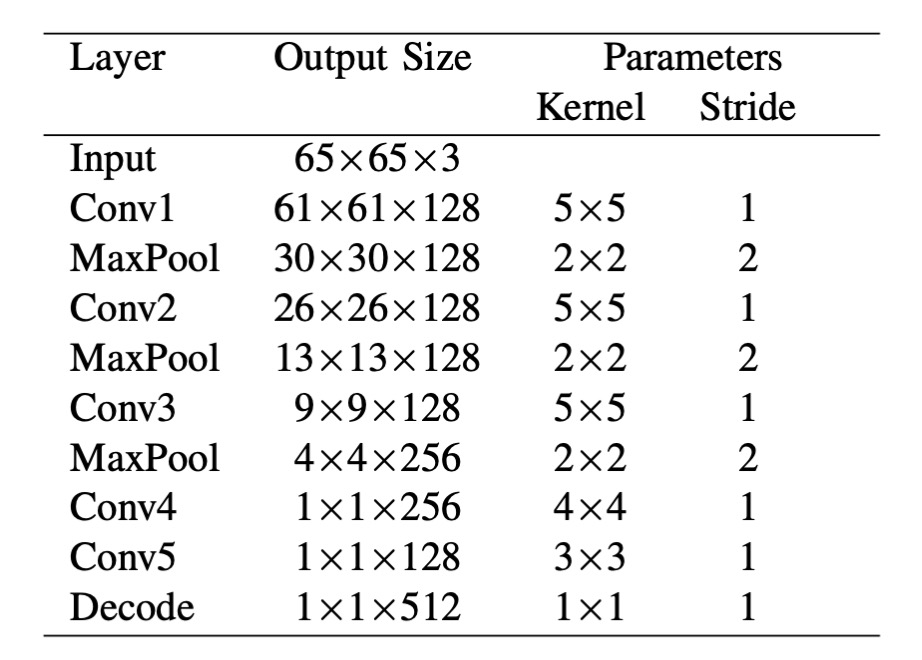 Layer Output Size Parameters
Kernel Stride
Input 65×65×3
Conv1 61×61×128 5×5 1
MaxPool 30×30×128 2×2 2
Conv2 26×26×128 5×5 1
MaxPool 13×13×128 2×2 2
Conv3 9×9×128 5×5 1
MaxPool 4×4×256 2×2 2
Conv4 1×1×256 4×4 1
Conv5 1×1×128 3×3 1
Decode 1×1×512 1×1 1